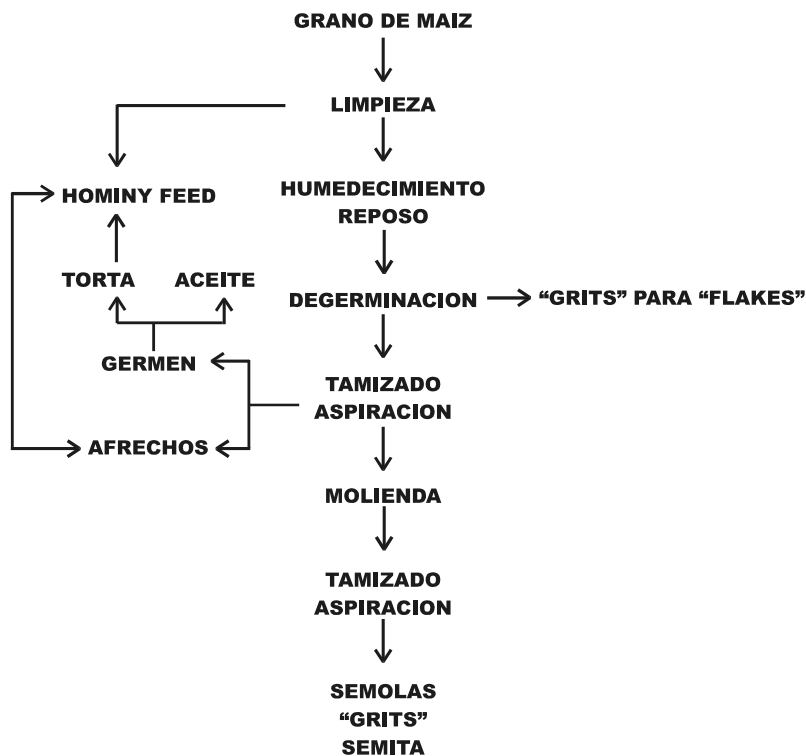 GRANO DE MAIZ
LIMPIEZA
HOMINY FEED
HUMEDECIMIENTO
REPOSO
TORTA
ACEITE
DEGERMINACION
“GRITS” PARA “FLAKES”
GERMEN
TAMIZADO
ASPIRACION
AFRECHOS
MOLIENDA
TAMIZADO
ASPIRACION
SEMOLAS
“GRITS”
SEMITA